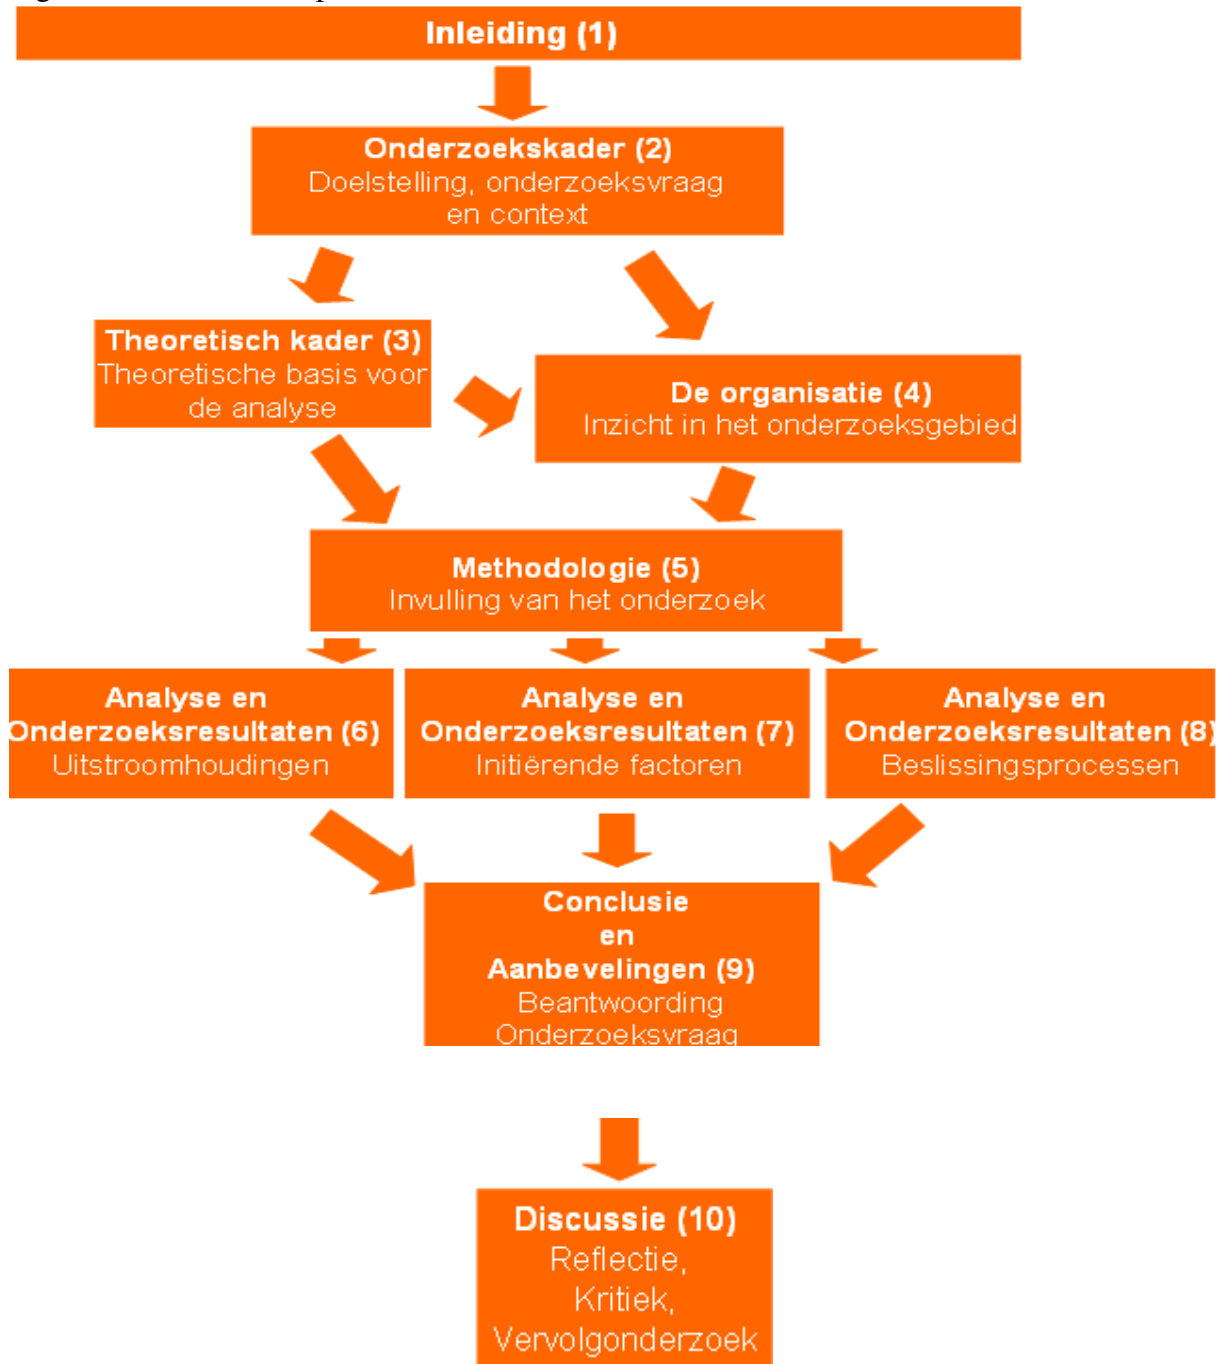 Inleiding (1)
Onderzoekskader (2)
Doelstelling, onderzoeksvraag
en context
Theoretisch kader (3)
Theoretische basis voor
de analyse
De organisatie (4)
Inzicht in het onderzoeksgebied
Methodologie (5)
Invulling van het onderzoek
Analyse en
Onderzoeksresultaten (6)
Uitstroomhoudingen
Analyse en
Onderzoeksresultaten (7)
Initiërende factoren
Analyse en
Onderzoeksresultaten (8)
Beslissingsprocessen
Conclusie
en
Aanbevelingen (9)
Beantwoording
Onderzoeksvraag
Discussie (10)
Reflectie,
Kritiek,
Vervolgonderzoek